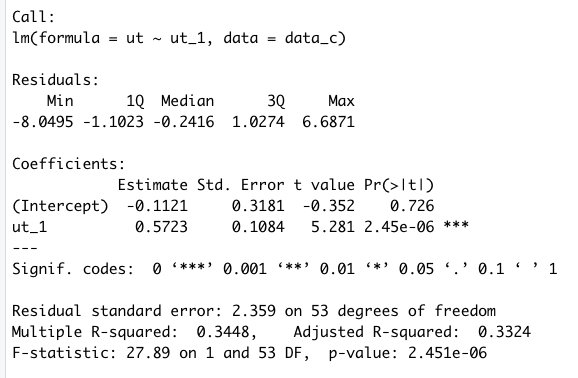 Call:
lm(formula = ut ~ ut_1, data = data_c)
Residuals:
    Min      1Q  Median      3Q     Max
-8.0495 -1.1023 -0.2416  1.0274  6.6871
Coefficients:
            Estimate Std. Error t value Pr(>|t|)
(Intercept)  -0.1121     0.3181  -0.352    0.726
ut_1          0.5723     0.1084   5.281 2.45e-06 ***
---
Signif. codes:  0 ‘***’ 0.001 ‘**’ 0.01 ‘*’ 0.05 ‘.’ 0.1 ‘ ’ 1
Residual standard error: 2.359 on 53 degrees of freedom
Multiple R-squared:  0.3448,    Adjusted R-squared:  0.3324
F-statistic: 27.89 on 1 and 53 DF,  p-value: 2.451e-06